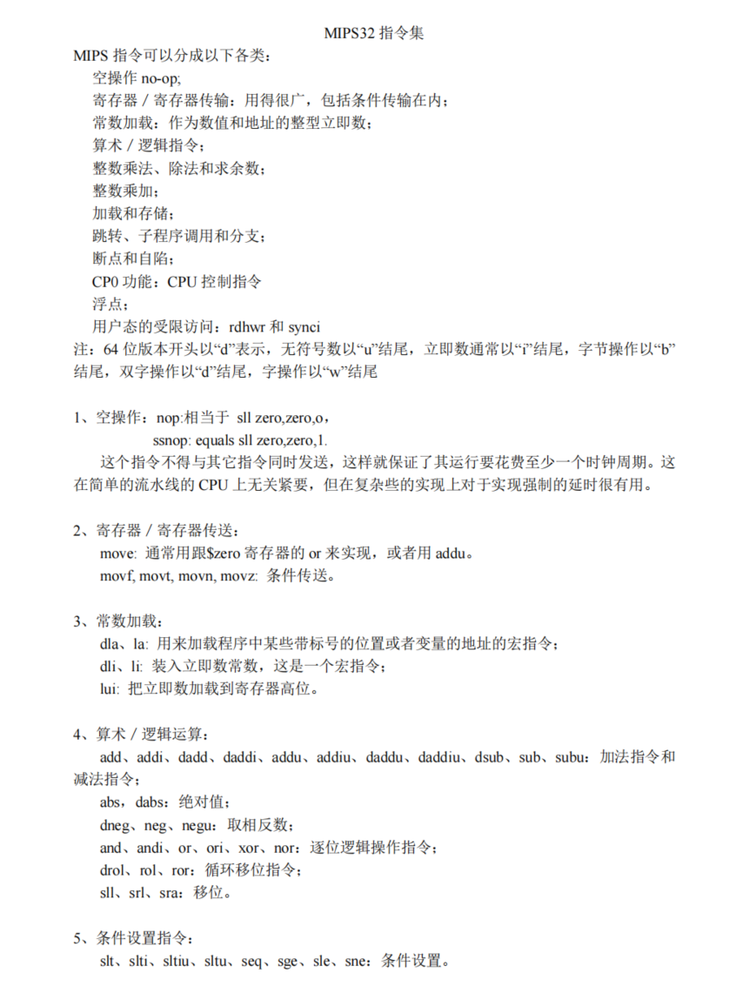 MIPS32 指令集
MIPS 指令可以分成以下各类：
空操作 no-op;
寄存器／寄存器传输：用得很广，包括条件传输在内；
常数加载：作为数值和地址的整型立即数；
算术／逻辑指令；
整数乘法、除法和求余数；
整数乘加；
加载和存储；
跳转、子程序调用和分支；
断点和自陷；
CP0 功能：CPU 控制指令
浮点；
用户态的受限访问：rdhwr 和 synci
注：64 位版本开头以“d”表示，无符号数以“u”结尾，立即数通常以“i”结尾，字节操作以“b”
结尾，双字操作以“d”结尾，字操作以“w”结尾
1、空操作：nop:相当于 sll zero,zero,o，
ssnop: equals sll zero,zero,1.
这个指令不得与其它指令同时发送，这样就保证了其运行要花费至少一个时钟周期。这
在简单的流水线的 CPU 上无关紧要，但在复杂些的实现上对于实现强制的延时很有用。
2、寄存器／寄存器传送：
move: 通常用跟$zero 寄存器的 or 来实现，或者用 addu。
movf, movt, movn, movz: 条件传送。
3、常数加载：
dla、la: 用来加载程序中某些带标号的位置或者变量的地址的宏指令；
dli、li: 装入立即数常数，这是一个宏指令；
lui: 把立即数加载到寄存器高位。
4、算术／逻辑运算：
add、addi、dadd、daddi、addu、addiu、daddu、daddiu、dsub、sub、subu：加法指令和
减法指令；
abs，dabs：绝对值；
dneg、neg、negu：取相反数；
and、andi、or、ori、xor、nor：逐位逻辑操作指令；
drol、rol、ror：循环移位指令；
sll、srl、sra：移位。
5、条件设置指令：
slt、slti、sltiu、sltu、seq、sge、sle、sne：条件设置。